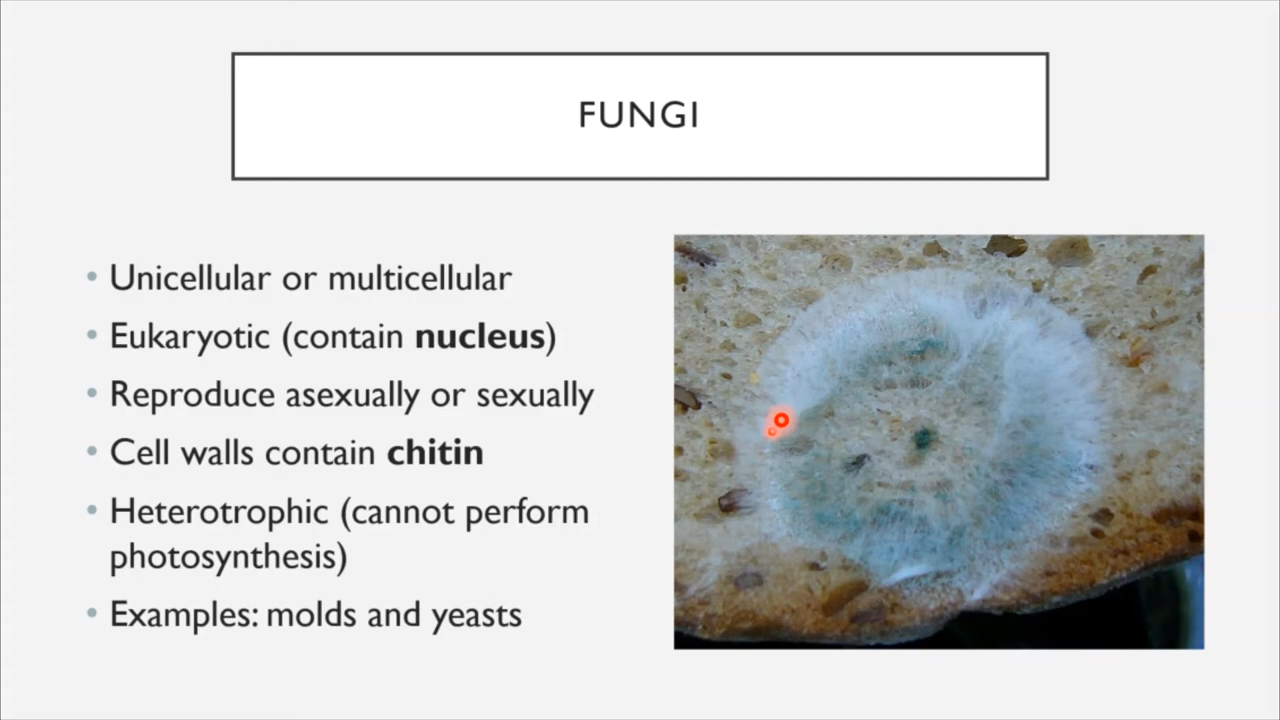 FUNGI
• Unicellular or multicellular
• Eukaryotic (contain nucleus)
• Reproduce asexually or sexually
• Cell walls contain chitin
• Heterotrophic (cannot perform
photosynthesis)
• Examples: molds and yeasts